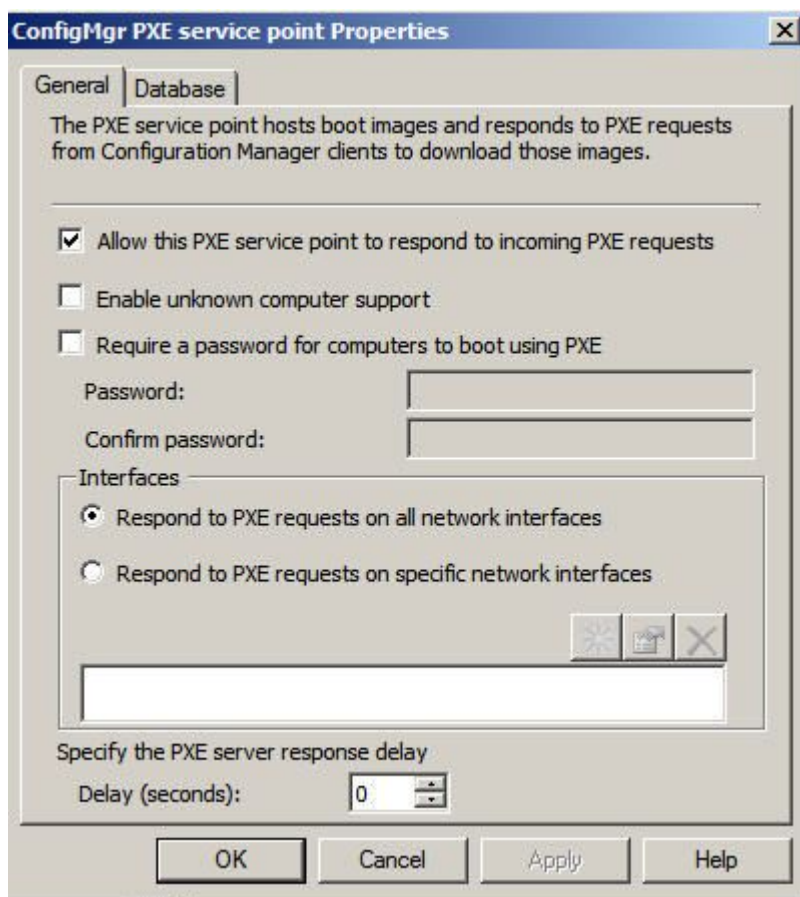 ConfigMgr PXE service point Properties
General
Database
The PXE service point hosts boot images and responds to PXE requests
from Configuration Manager clients to download those images.
Allow this PXE service point to respond to incoming PXE requests
Enable unknown computer support
Require a password for computers to boot using PXE
Password:
Confirm password:
Interfaces
Respond to PXE requests on all network interfaces
Respond to PXE requests on specific network interfaces
Specify the PXE server response delay
Delay (seconds):
0
OK
Cancel
Apply
Help